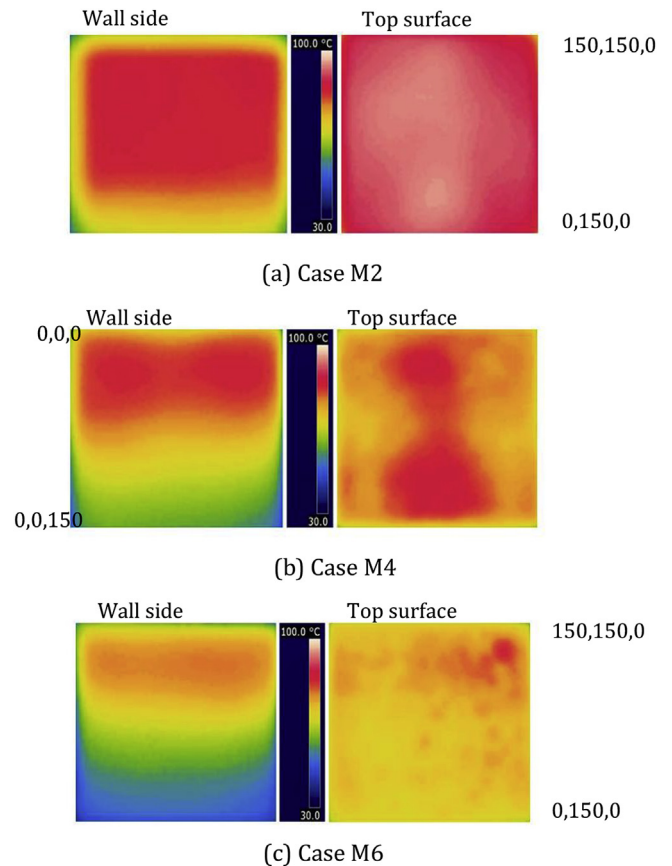 Wall side Top surface
100.0 °C
150,150,0
30.0
0,150,0
(a) Case M2
Wall side Top surface
0,0,0
100.0 °C
0,0,150
30.0
(b) Case M4
Wall side Top surface
100.0 °C
150,150,0
30.0
0,150,0
(c) Case M6